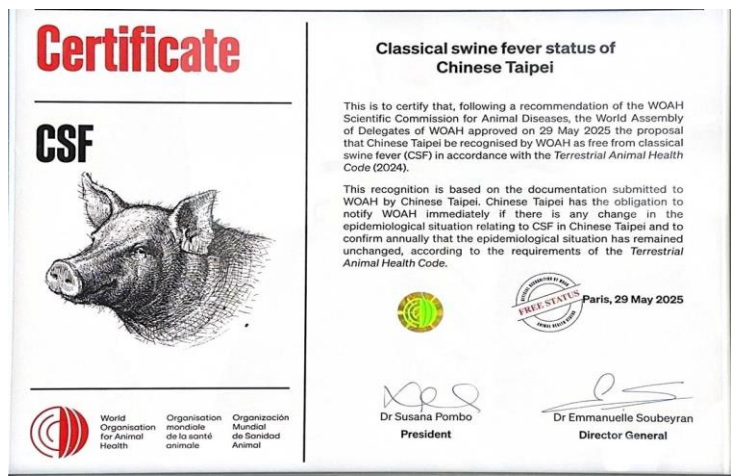 Certificate
CSF
World
Organisation
for Animal
Health
Organisation
mondiale
de la santé
animale
Organización
Mundial
de Sanidad
Animal
Classical swine fever status of
Chinese Taipei
This is to certify that, following a recommendation of the WOAH
Scientific Commission for Animal Diseases, the World Assembly
of Delegates of WOAH approved on 29 May 2025 the proposal
that Chinese Taipei be recognised by WOAH as free from classical
swine fever (CSF) in accordance with the Terrestrial Animal Health
Code (2024).
This recognition is based on the documentation submitted to
WOAH by Chinese Taipei. Chinese Taipei has the obligation to
notify WOAH immediately if there is any change in the
epidemiological situation relating to CSF in Chinese Taipei and to
confirm annually that the epidemiological situation has remained
unchanged, according to the requirements of the Terrestrial
Animal Health Code.
OFFICIAL RECOGNITION BY WOAH
FREE STATUS
ANIMAL HEALTH STATUS
Paris, 29 May 2025
Dr Susana Pombo
President
Dr Emmanuelle Soubeyran
Director General